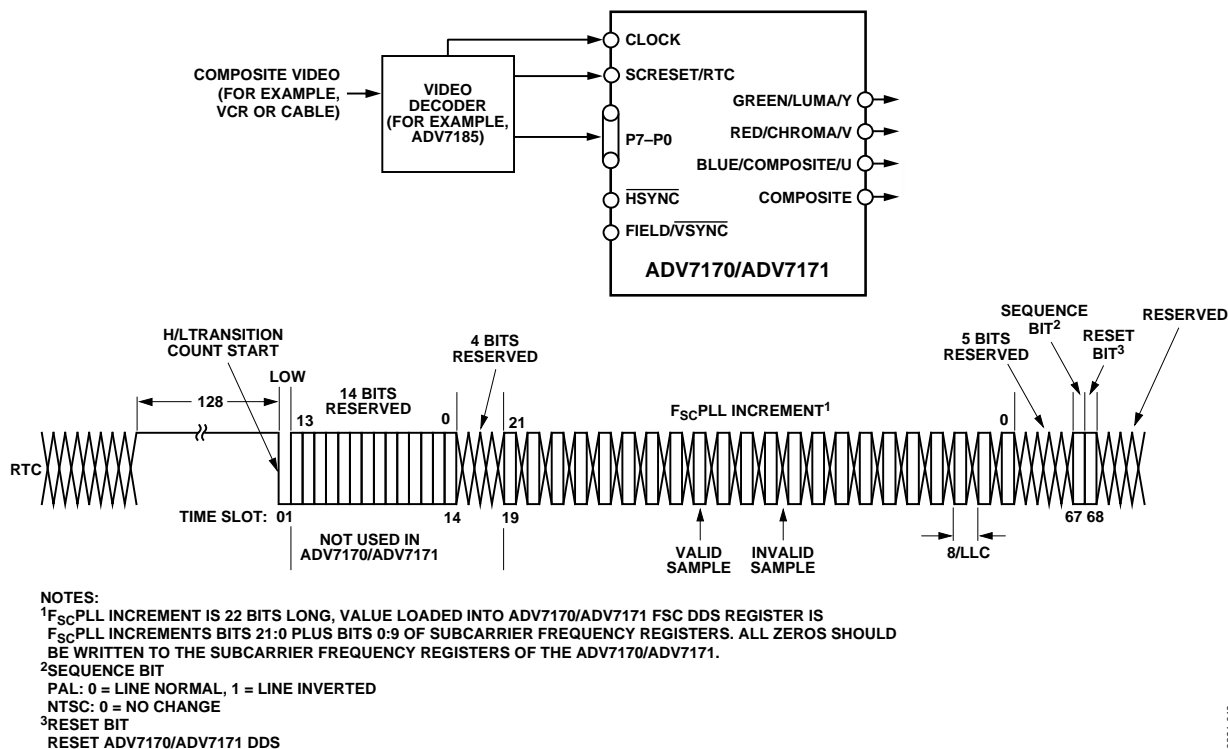 CLOCK
COMPOSITE VIDEO
(FOR EXAMPLE,
VCR OR CABLE)
VIDEO
DECODER
(FOR EXAMPLE,
ADV7185)
SCRESET/RTC
P7–P0
HSYNC
FIELD/VSYNC
GREEN/LUMA/Y
RED/CHROMA/V
BLUE/COMPOSITE/U
COMPOSITE
ADV7170/ADV7171
H/LTRANSITION
COUNT START
LOW
128
13
14 BITS
RESERVED
0
4 BITS
RESERVED
21
FSCPLL INCREMENT1
0
5 BITS
RESERVED
SEQUENCE
BIT2
RESET
BIT3
RESERVED
RTC
TIME SLOT: 01
14
19
67 68
NOT USED IN
ADV7170/ADV7171
VALID
SAMPLE
INVALID
SAMPLE
8/LLC
NOTES:
1FSCPLL INCREMENT IS 22 BITS LONG, VALUE LOADED INTO ADV7170/ADV7171 FSC DDS REGISTER IS
FSCPLL INCREMENTS BITS 21:0 PLUS BITS 0:9 OF SUBCARRIER FREQUENCY REGISTERS. ALL ZEROS SHOULD
BE WRITTEN TO THE SUBCARRIER FREQUENCY REGISTERS OF THE ADV7170/ADV7171.
2SEQUENCE BIT
PAL: 0 = LINE NORMAL, 1 = LINE INVERTED
NTSC: 0 = NO CHANGE
3RESET BIT
RESET ADV7170/ADV7171 DDS